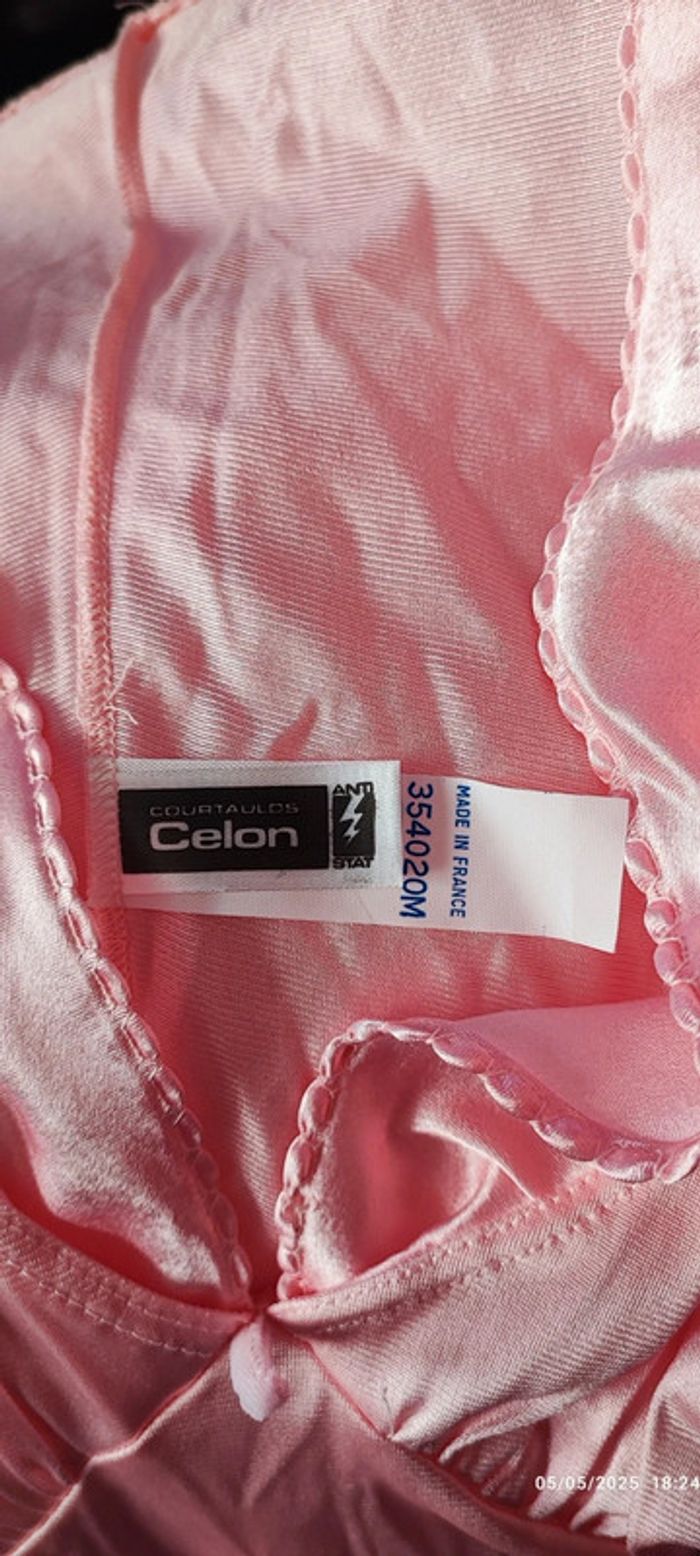 COURTAULDS
Celon
ANTI
STAT
354020M
MADE IN FRANCE
05/05/2025 18:24